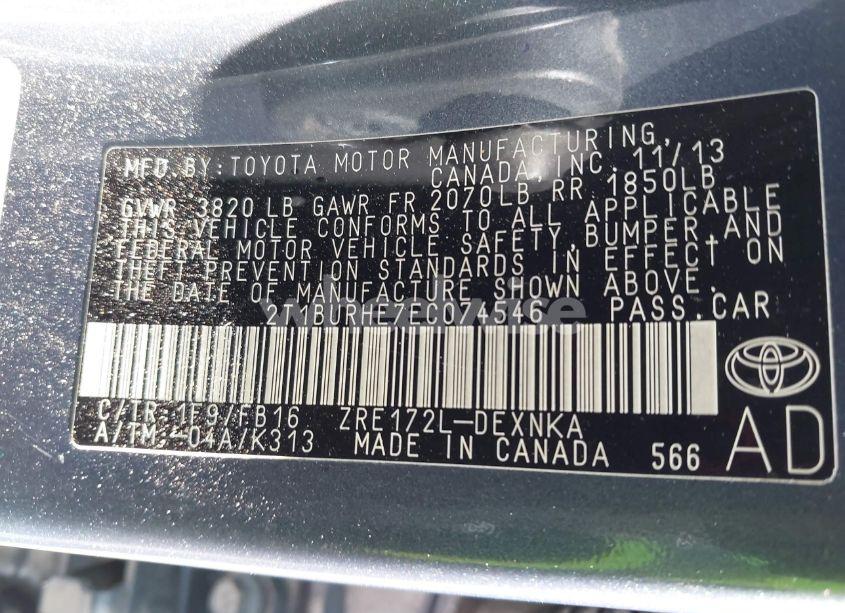 MFD. BY: TOYOTA MOTOR MANUFACTURING,
CANADA, INC. 11/13
GVWR 3820 LB GAWR FR 2070LB RR 1850LB
THIS VEHICLE CONFORMS TO ALL APPLICABLE
FEDERAL MOTOR VEHICLE SAFETY, BUMPER, AND
THEFT PREVENTION STANDARDS IN EFFECT ON
THE DATE OF MANUFACTURE SHOWN ABOVE.
2T1BURHE7EC074546 PASS.CAR
wheelwise
C/TR 1F9/FB16 ZRE172L-DEXNKA
A/TM -04A/K313 MADE IN CANADA 566
AD